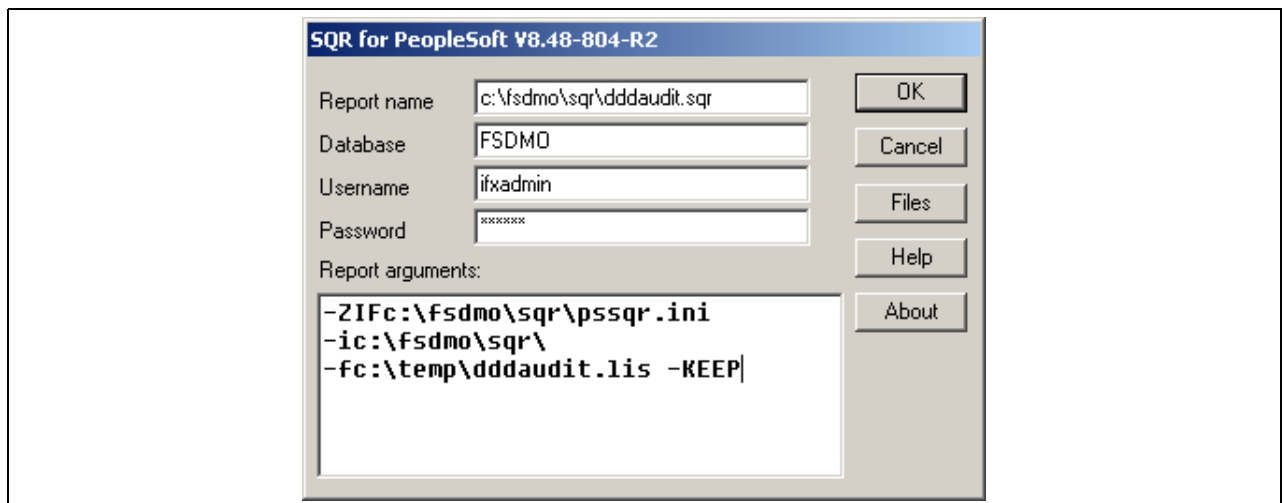 SQR for PeopleSoft V8.48-804-R2
Report name c:\fsdmo\sqr\dddaudit.sqr OK
Database FSDMO Cancel
Username ifxadmin
Files
Password ××××××
Report arguments: Help
-ZIFc:\fsdmo\sqr\pssqr.ini About
-ic:\fsdmo\sqr\
-fc:\temp\dddaudit.lis -KEEP